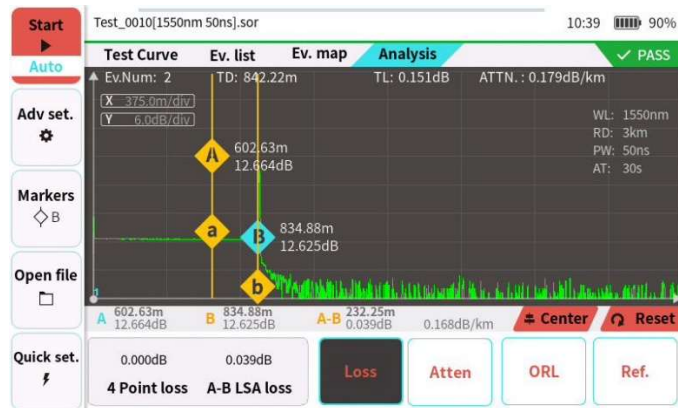 Start
Auto
Test_0010[1550nm 50ns].sor
10:39 90%
Test Curve Ev. list Ev. map Analysis PASS
Ev.Num: 2 TD: 842.22m TL: 0.151dB ATTN. : 0.179dB/km
X 375.0m/div
Y 6.0dB/div
WL: 1550nm
RD: 3km
PW: 50ns
AT: 30s
A
602.63m
12.664dB
a
B
834.88m
12.625dB
b
1
Adv set.
Markers
B
Open file
Quick set.
A 602.63m 12.664dB B 834.88m 12.625dB A-B 232.25m 0.039dB 0.168dB/km Center Reset
0.000dB 0.039dB
4 Point loss A-B LSA loss
Loss Atten ORL Ref.